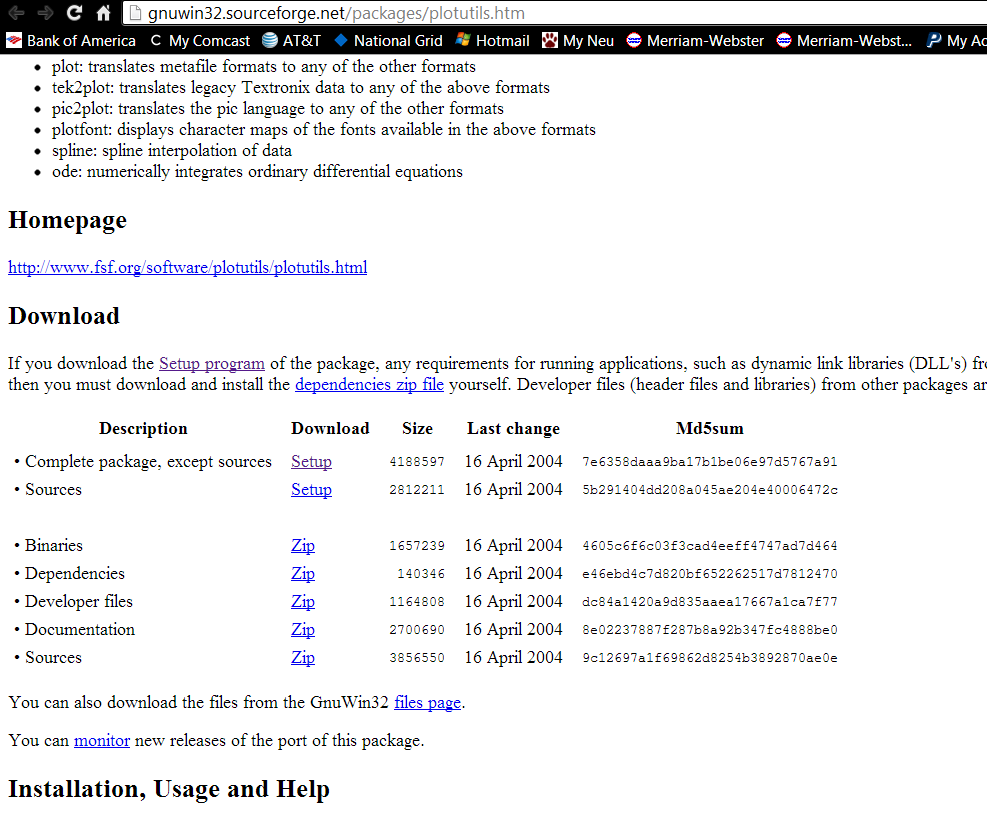 gnuwin32.sourceforge.net/packages/plotutils.htm
Bank of America C My Comcast AT&T National Grid Hotmail My Neu Merriam-Webster Merriam-Webst... My Ac
• plot: translates metafile formats to any of the other formats
• tek2plot: translates legacy Textronix data to any of the above formats
• pic2plot: translates the pic language to any of the other formats
• plotfont: displays character maps of the fonts available in the above formats
• spline: spline interpolation of data
• ode: numerically integrates ordinary differential equations
Homepage
http://www.fsf.org/software/plotutils/plotutils.html
Download
If you download the Setup program of the package, any requirements for running applications, such as dynamic link libraries (DLL's) fro
then you must download and install the dependencies zip file yourself. Developer files (header files and libraries) from other packages ar
Description Download Size Last change Md5sum
• Complete package, except sources Setup 4188597 16 April 2004 7e6358daaa9ba17b1be06e97d5767a91
• Sources Setup 2812211 16 April 2004 5b291404dd208a045ae204e40006472c
• Binaries Zip 1657239 16 April 2004 4605c6f6c03f3cad4eeff4747ad7d464
• Dependencies Zip 140346 16 April 2004 e46ebd4c7d820bf652262517d7812470
• Developer files Zip 1164808 16 April 2004 dc84a1420a9d835aaea17667a1ca7f77
• Documentation Zip 2700690 16 April 2004 8e02237887f287b8a92b347fc4888be0
• Sources Zip 3856550 16 April 2004 9c12697a1f69862d8254b3892870ae0e
You can also download the files from the GnuWin32 files page.
You can monitor new releases of the port of this package.
Installation, Usage and Help